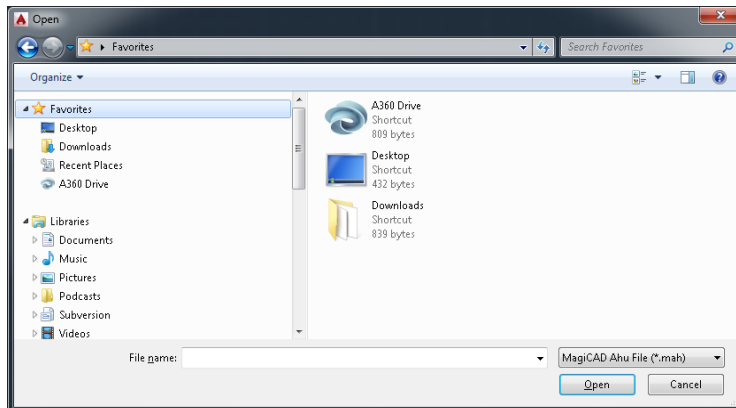 Open
Favorites
Search Favorites
Organize
Favorites
Desktop
Downloads
Recent Places
A360 Drive
Libraries
Documents
Music
Pictures
Podcasts
Subversion
Videos
A360 Drive
Shortcut
809 bytes
Desktop
Shortcut
432 bytes
Downloads
Shortcut
839 bytes
File name:
MagiCAD Ahu File (*.mah)
Open
Cancel